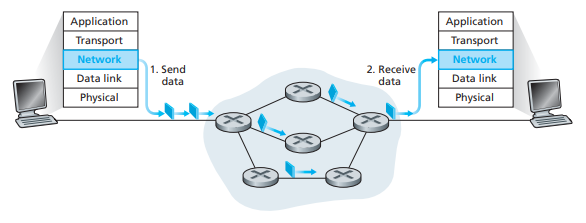 Application
Transport
Network
Data link
Physical
1. Send
data
2. Receive
data
Application
Transport
Network
Data link
Physical